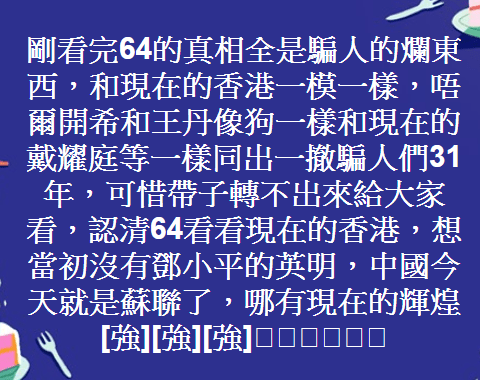 剛看完64的真相全是騙人的爛東
西，和現在的香港一模一樣，唔
爾開希和王丹像狗一樣和現在的
戴耀庭等一樣同出一撤騙人們31
年，可惜帶子轉不出來給大家
看，認清64看看現在的香港，想
當初沒有鄧小平的英明，中國今
天就是蘇聯了，哪有現在的輝煌
[強][強][強]□□□□□□